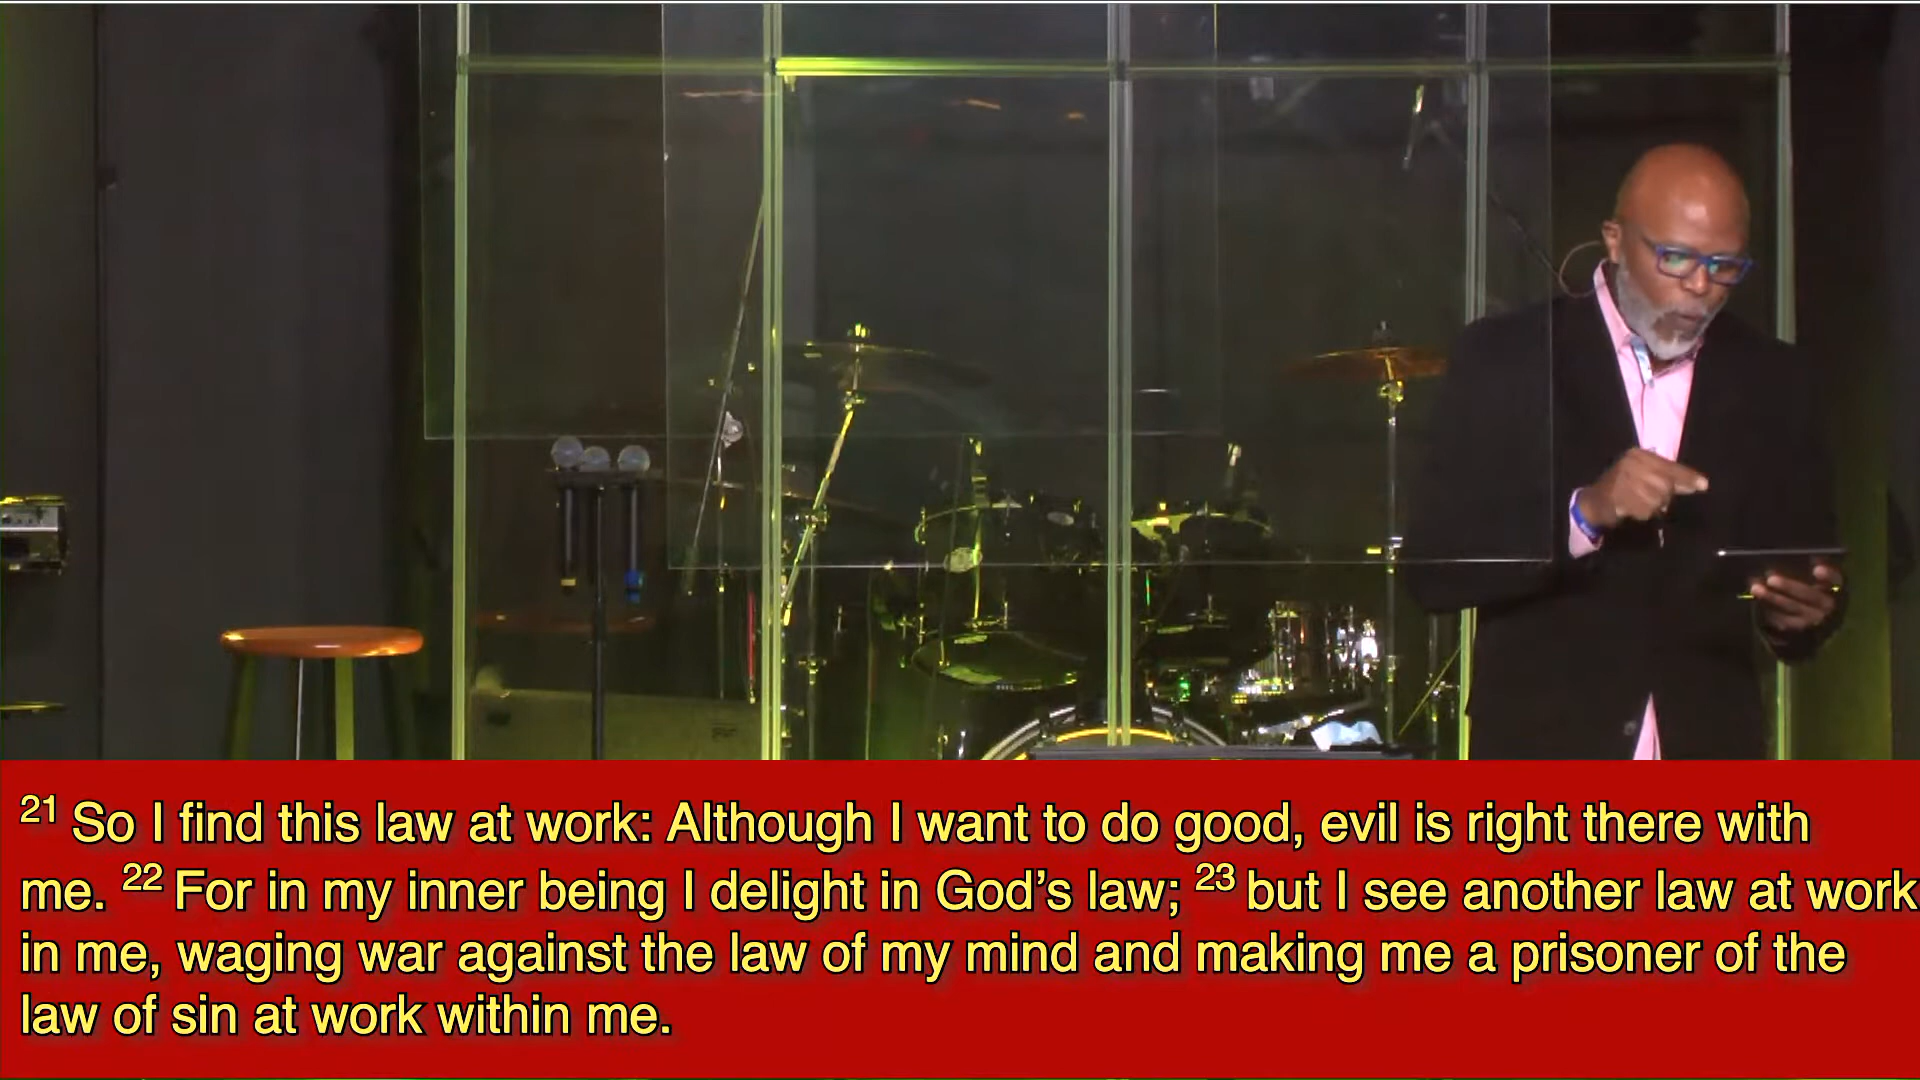 21 So I find this law at work: Although I want to do good, evil is right there with
me. 22 For in my inner being I delight in God’s law; 23 but I see another law at work
in me, waging war against the law of my mind and making me a prisoner of the
law of sin at work within me.